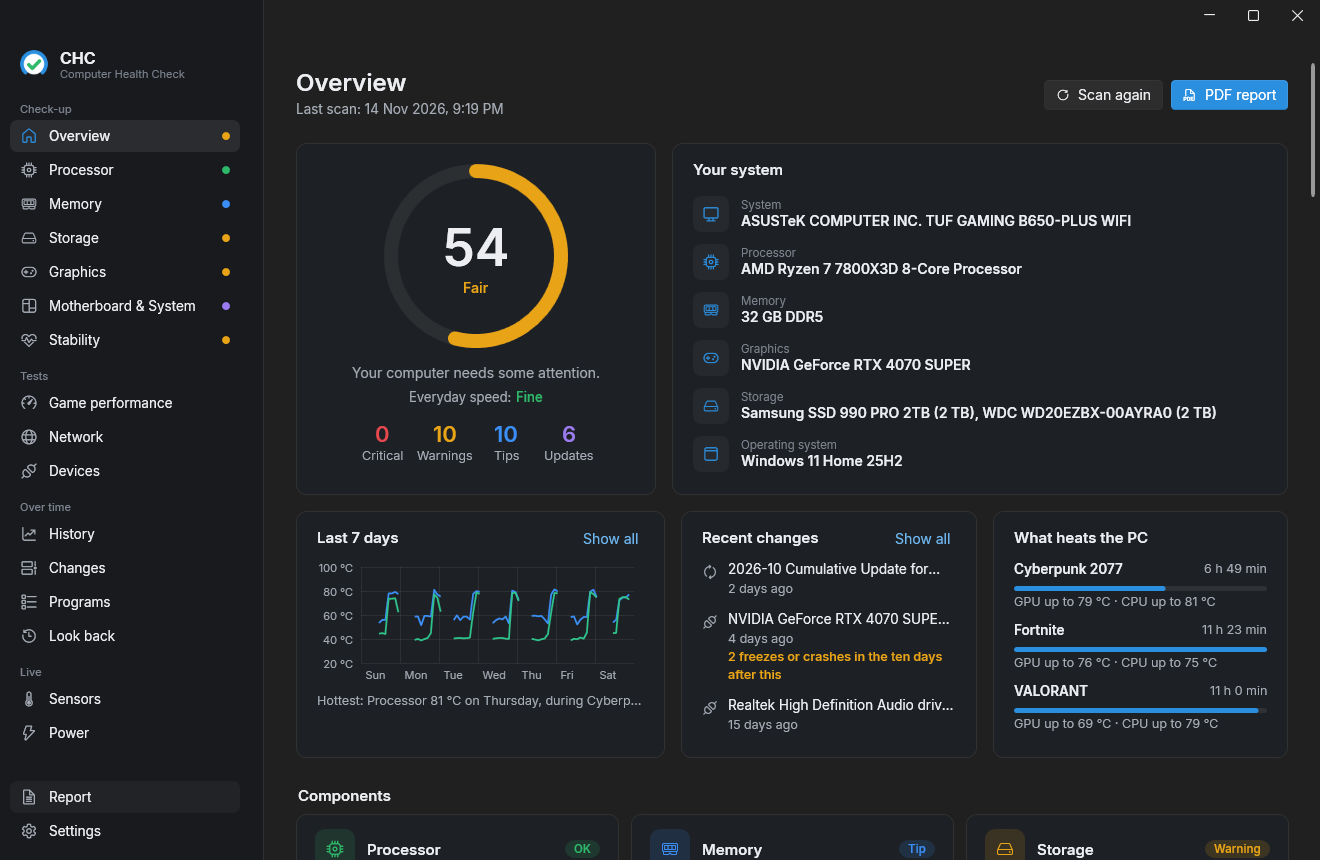 CHC
Computer Health Check
Check-up
Overview
Processor
Memory
Storage
Graphics
Motherboard & System
Stability
Tests
Game performance
Network
Devices
Over time
History
Changes
Programs
Look back
Live
Sensors
Power
Report
Settings
Overview
Last scan: 14 Nov 2026, 9:19 PM
Scan again
PDF report
54
Fair
Your computer needs some attention.
Everyday speed: Fine
0 10 10 6
Critical Warnings Tips Updates
Your system
System
ASUSTeK COMPUTER INC. TUF GAMING B650-PLUS WIFI
Processor
AMD Ryzen 7 7800X3D 8-Core Processor
Memory
32 GB DDR5
Graphics
NVIDIA GeForce RTX 4070 SUPER
Storage
Samsung SSD 990 PRO 2TB (2 TB), WDC WD20EZBX-00AYRA0 (2 TB)
Operating system
Windows 11 Home 25H2
Last 7 days Show all
100 °C
80 °C
60 °C
40 °C
20 °C
Sun Mon Tue Wed Thu Fri Sat
Hottest: Processor 81 °C on Thursday, during Cyberp...
Recent changes Show all
2026-10 Cumulative Update for...
2 days ago
NVIDIA GeForce RTX 4070 SUPE...
4 days ago
2 freezes or crashes in the ten days
after this
Realtek High Definition Audio driv...
15 days ago
What heats the PC
Cyberpunk 2077 6 h 49 min
GPU up to 79 °C · CPU up to 81 °C
Fortnite 11 h 23 min
GPU up to 76 °C · CPU up to 75 °C
VALORANT 11 h 0 min
GPU up to 69 °C · CPU up to 79 °C
Components
Processor OK
Memory Tip
Storage Warning